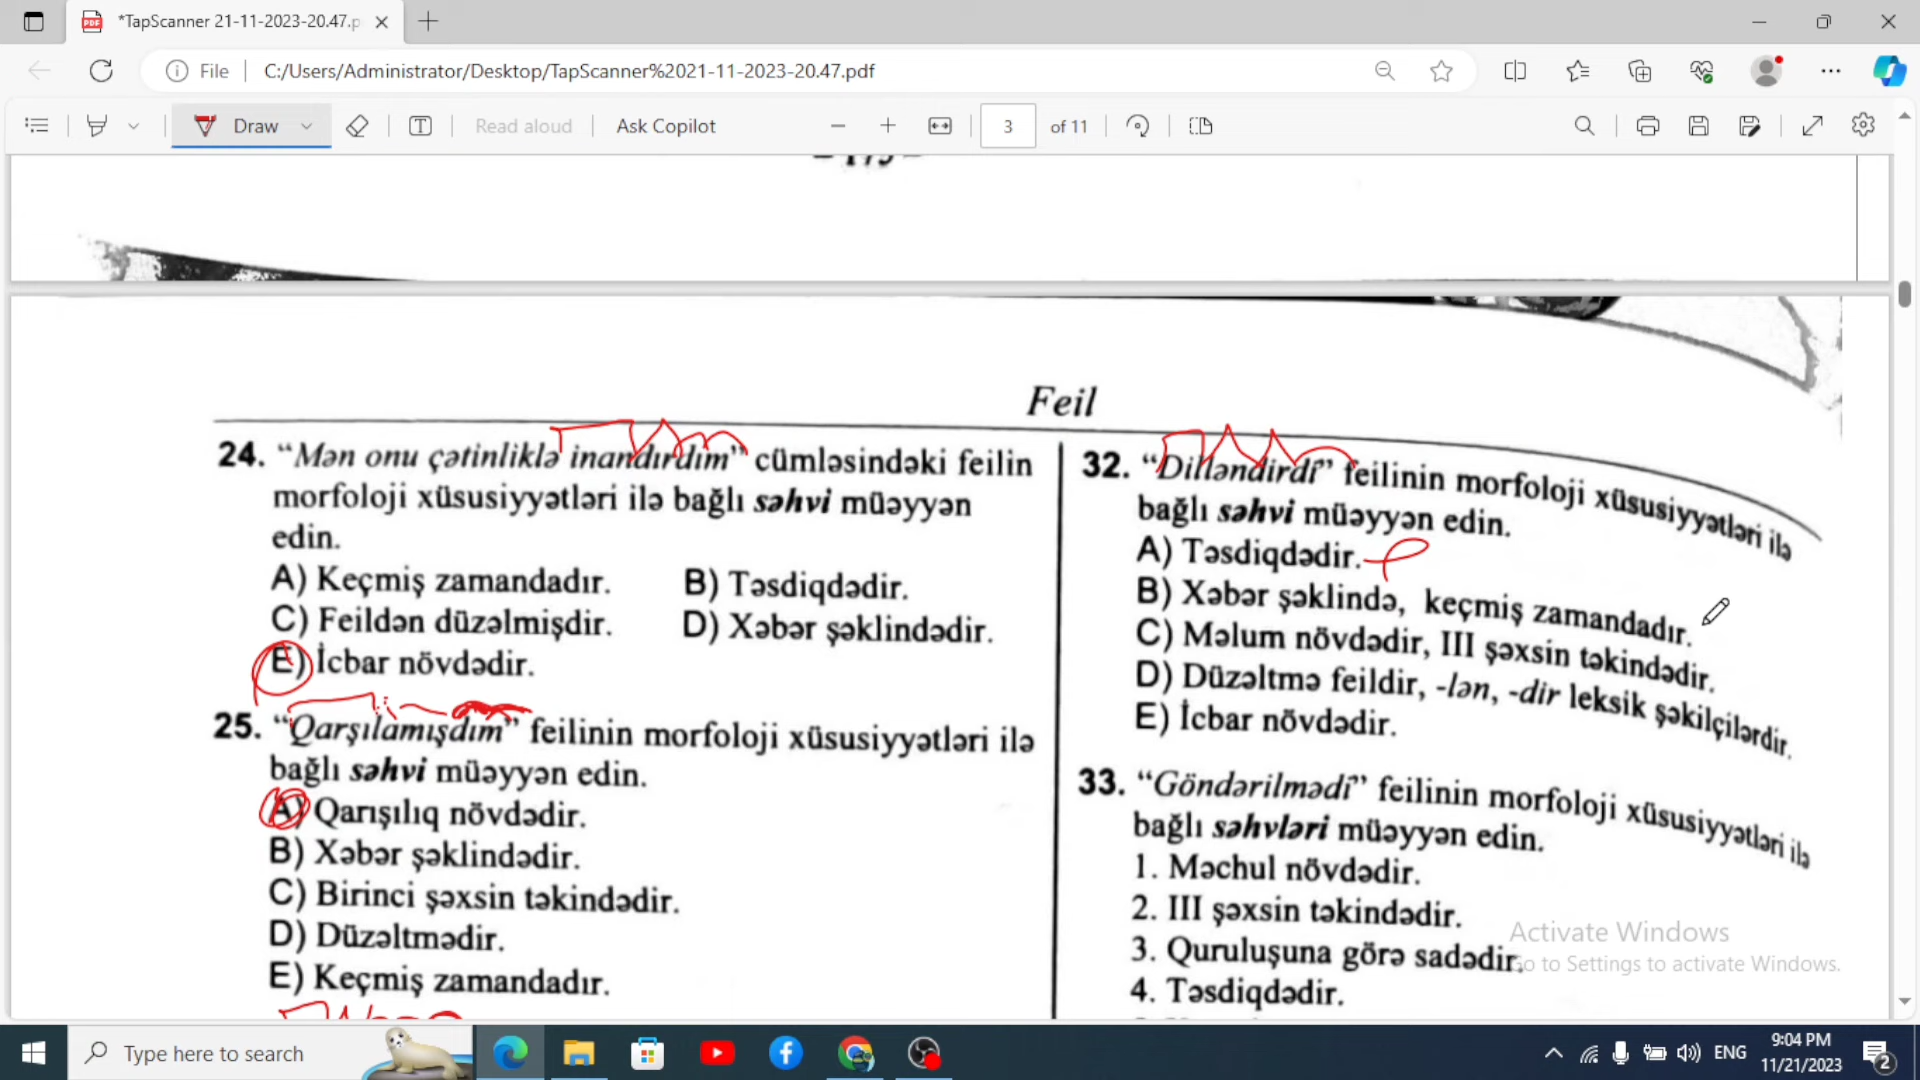 *TapScanner 21-11-2023-20.47.p
File
C:/Users/Administrator/Desktop/TapScanner%2021-11-2023-20.47.pdf
Draw
Read aloud
Ask Copilot
3
of 11
Feil
24. “Mən onu çətinliklə inandırdım” cümləsindəki feilin
morfoloji xüsusiyyətləri ilə bağlı səhvi müəyyən
edin.
A) Keçmiş zamandadır. B) Təsdiqdədir.
C) Feildən düzəlmişdir. D) Xəbər şəklindədir.
E) İcbar növdədir.
25. “Qarşılamışdım” feilinin morfoloji xüsusiyyətləri ilə
bağlı səhvi müəyyən edin.
A) Qarışılıq növdədir.
B) Xəbər şəklindədir.
C) Birinci şəxsin təkindədir.
D) Düzəltmədir.
E) Keçmiş zamandadır.
32. “Dilləndirdi” feilinin morfoloji xüsusiyyətləri ilə
bağlı səhvi müəyyən edin.
A) Təsdiqdədir.
B) Xəbər şəklində, keçmiş zamandadır.
C) Məlum növdədir, III şəxsin təkindədir.
D) Düzəltmə feildir, -lən, -dir leksik şəkilçilərdir.
E) İcbar növdədir.
33. “Göndərilmədi” feilinin morfoloji xüsusiyyətləri ilə
bağlı səhvləri müəyyən edin.
1. Məchul növdədir.
2. III şəxsin təkindədir.
3. Quruluşuna görə sadədir.
4. Təsdiqdədir.
Activate Windows
Go to Settings to activate Windows.
Type here to search
ENG
9:04 PM
11/21/2023
2